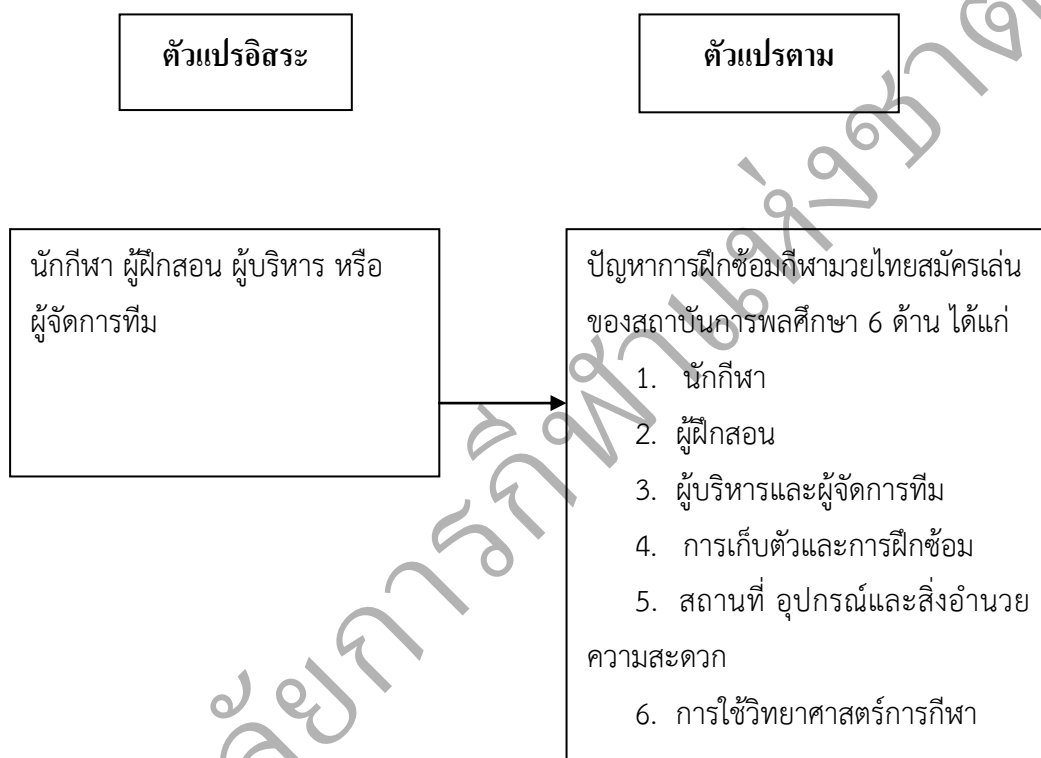 ตัวแปรอิสระ
ตัวแปรตาม
นักกีฬา ผู้ฝึกสอน ผู้บริหาร หรือ
ผู้จัดการทีม
ปัญหาการฝึกซ้อมกีฬามวยไทยสมัครเล่น
ของสถาบันการพลศึกษา 6 ด้าน ได้แก่
1. นักกีฬา
2. ผู้ฝึกสอน
3. ผู้บริหารและผู้จัดการทีม
4. การเก็บตัวและการฝึกซ้อม
5. สถานที่ อุปกรณ์และสิ่งอำนวย
ความสะดวก
6. การใช้วิทยาศาสตร์การกีฬา